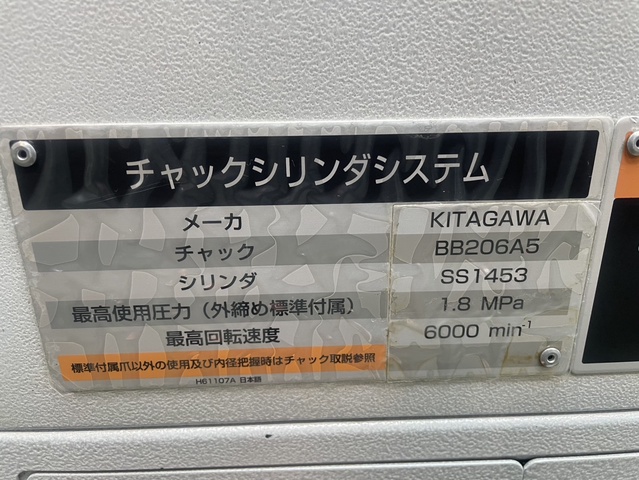 チャックシリンダシステム
メーカ KITAGAWA
チャック BB206A5
シリンダ SS1453
最高使用圧力(外締め標準付属) 1.8 MPa
最高回転速度 6000 min⁻¹
標準付属爪以外の使用及び内径把握時はチャック取説参照
H61107A 日本語